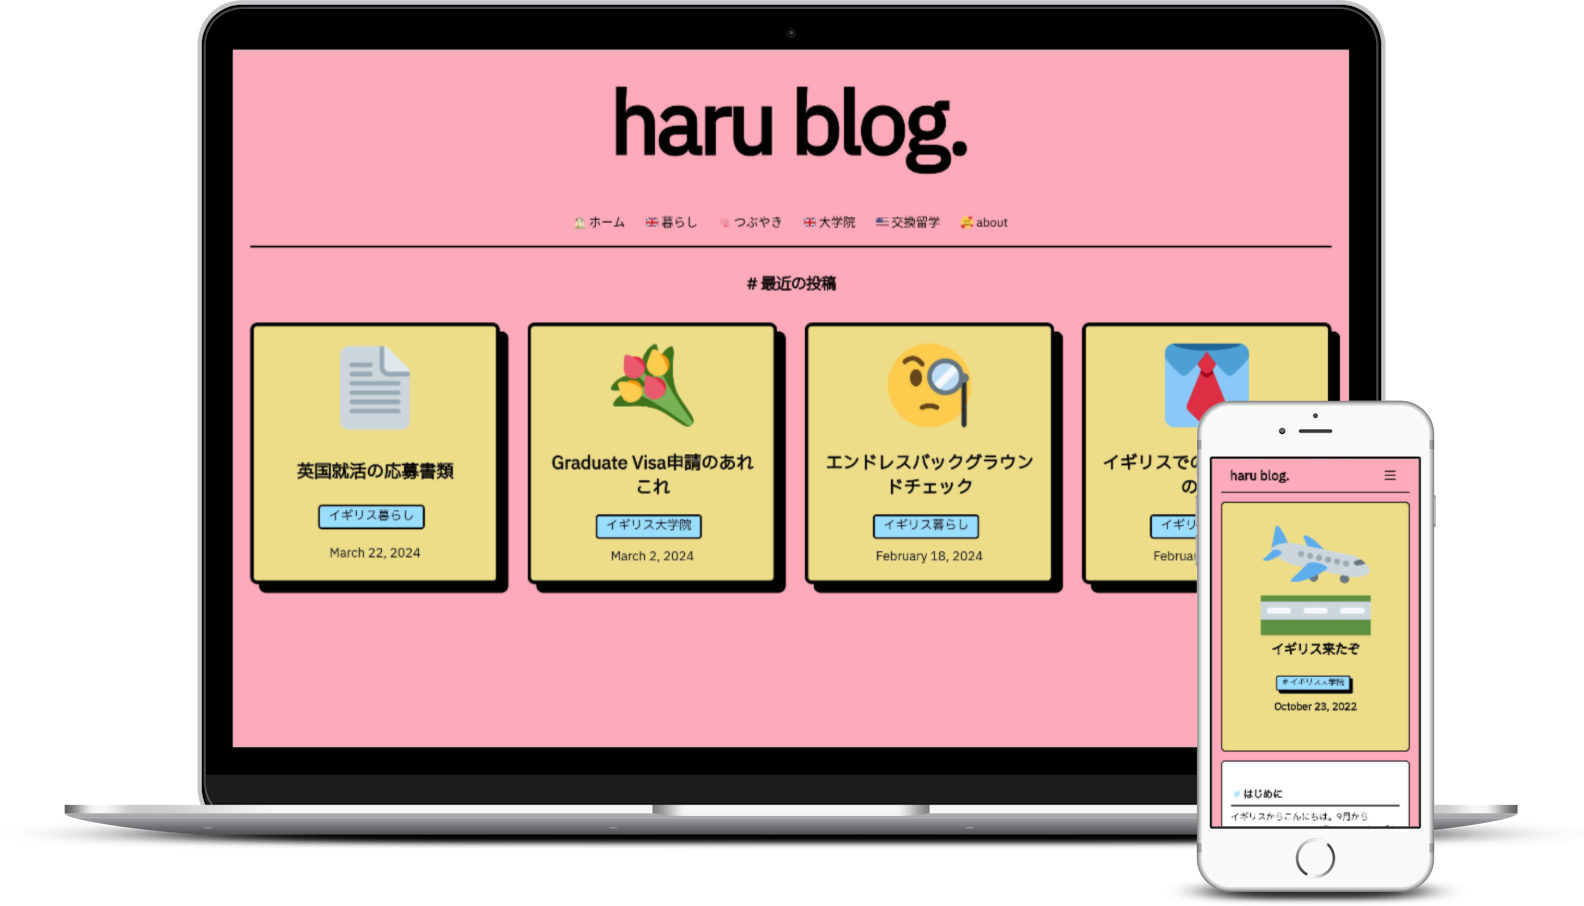 haru blog.
ホーム 暮らし つぶやき 大学院 交換留学 about
# 最近の投稿
英国就活の応募書類
イギリス暮らし
March 22, 2024
Graduate Visa申請のあれ
これ
イギリス大学院
March 2, 2024
エンドレスバックグラウン
ドチェック
イギリス暮らし
February 18, 2024
イギリスでの
の
イギリ
Februar
haru blog.
イギリス来たぞ
# イギリス大学院
October 23, 2022
# はじめに
イギリスからこんにちは。9月から